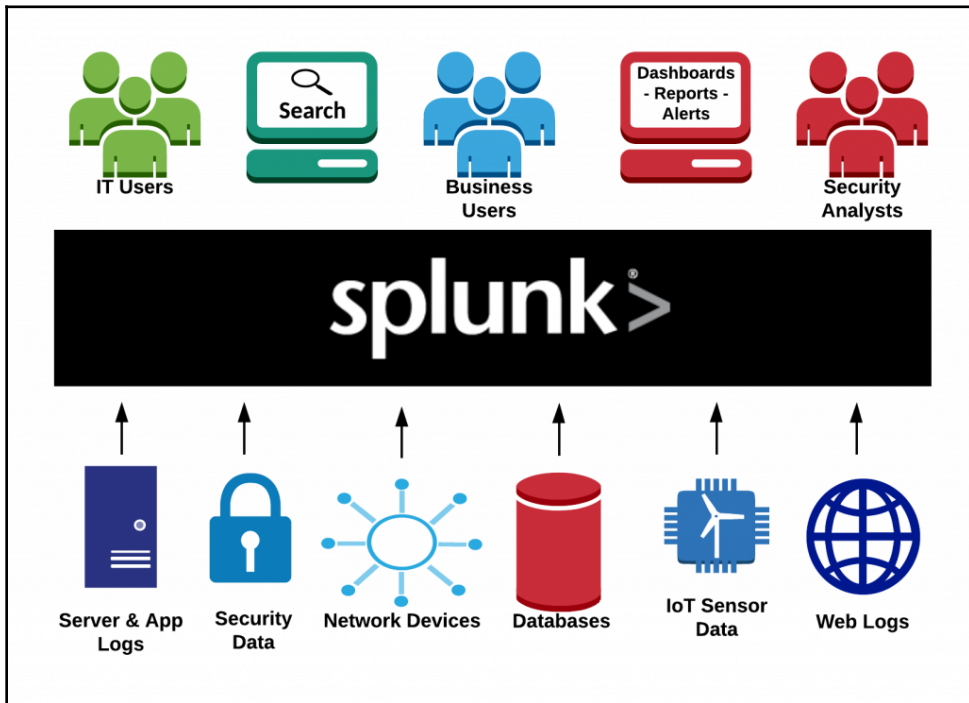 Search
Dashboards
- Reports -
Alerts
IT Users
Business
Users
Security
Analysts
splunk>®
Server & App
Logs
Security
Data
Network Devices
Databases
IoT Sensor
Data
Web Logs